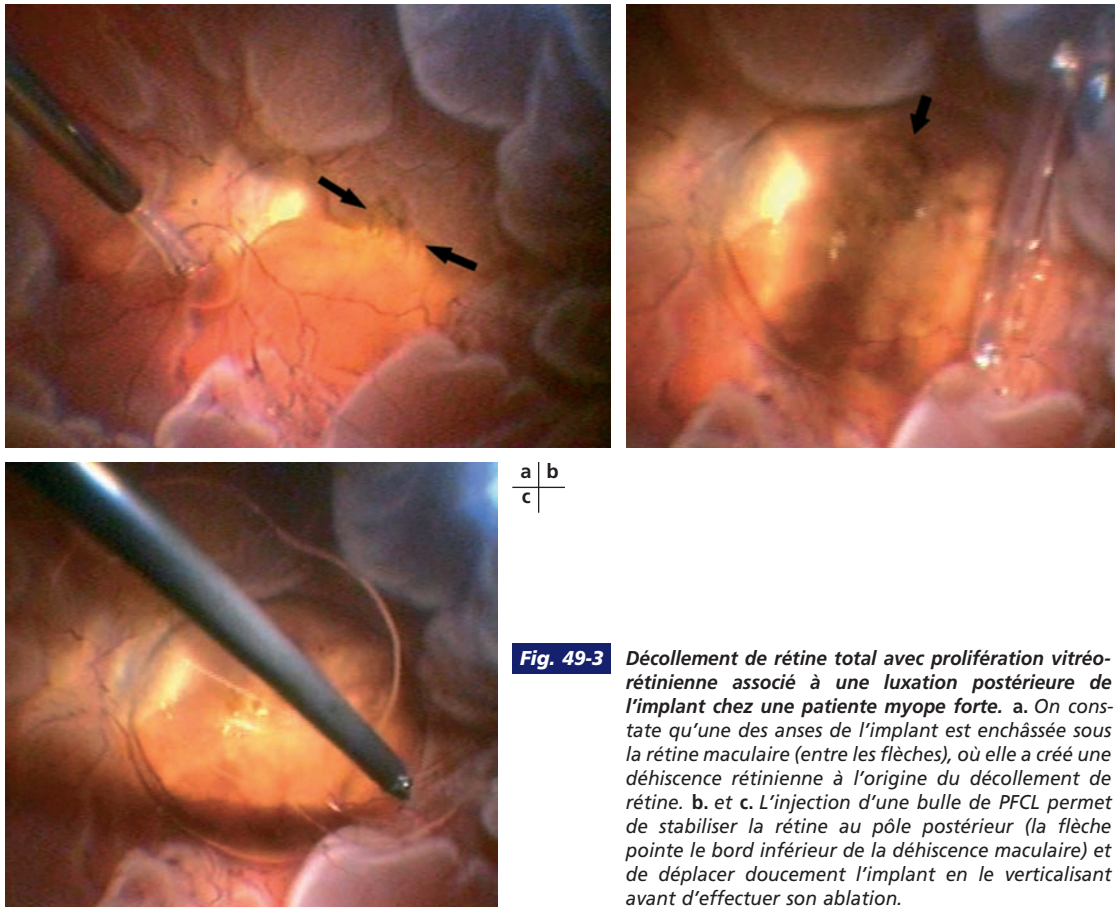 a b
c
Fig. 49-3 Décollement de rétine total avec prolifération vitréo-
rétinienne associé à une luxation postérieure de
l'implant chez une patiente myope forte. a. On cons-
tate qu'une des anses de l'implant est enchâssée sous
la rétine maculaire (entre les flèches), où elle a créé une
déhiscence rétinienne à l'origine du décollement de
rétine. b. et c. L'injection d'une bulle de PFCL permet
de stabiliser la rétine au pôle postérieur (la flèche
pointe le bord inférieur de la déhiscence maculaire) et
de déplacer doucement l'implant en le verticalisant
avant d'effectuer son ablation.